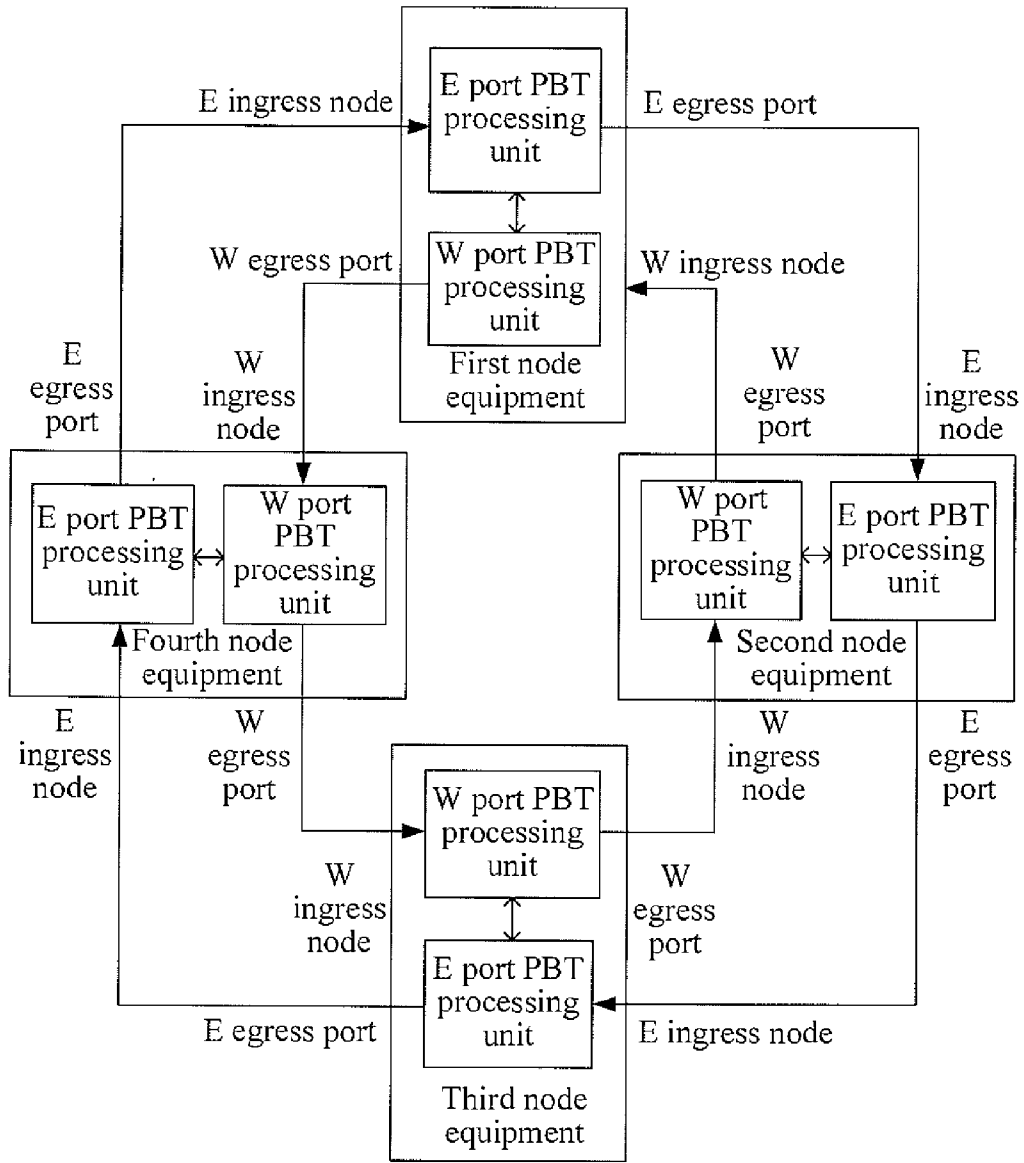 E ingress node
E port PBT
processing
unit
E egress port
W egress port
W port PBT
processing
unit
W ingress node
First node
equipment
E
egress
port
W
ingress
node
W
egress
port
E
ingress
node
E port PBT
processing
unit
W port
PBT
processing
unit
Fourth node
equipment
W port
PBT
processing
unit
E port PBT
processing
unit
Second node
equipment
E
ingress
node
W
egress
port
W
ingress
node
E
egress
port
W port PBT
processing
unit
W
ingress
node
W
egress
port
E port PBT
processing
unit
E egress port
E ingress node
Third node
equipment